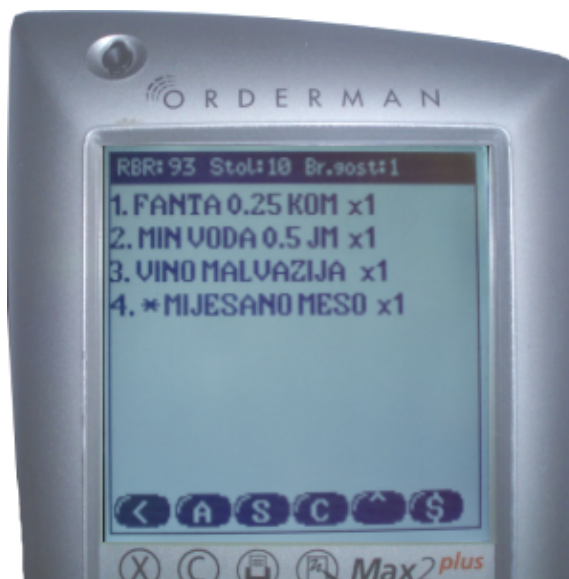 ORDERMAN
RBR:93 Stol:10 Br.gost:1
1. FANTA 0.25 KOM x1
2. MIN VODA 0.5 JM x1
3. VINO MALVAZIJA x1
4. *MIJESANO MESO x1
< A S C ^ $
X C
Max2plus